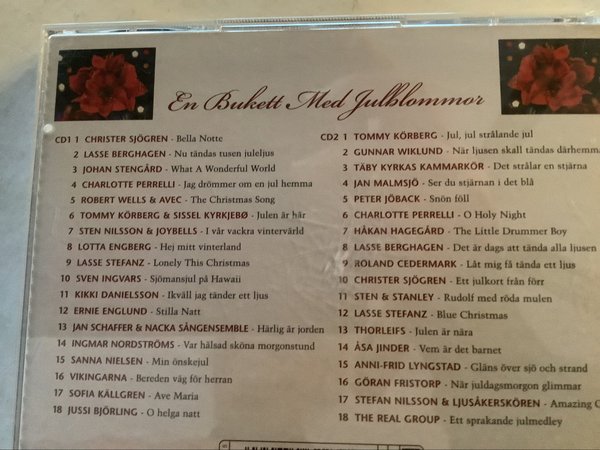 En Bukett Med Julblommor
CD1 1 CHRISTER SJÖGREN - Bella Notte
2 LASSE BERGHAGEN - Nu tändas tusen juleljus
3 JOHAN STENGÅRD - What A Wonderful World
4 CHARLOTTE PERRELLI - Jag drömmer om en jul hemma
5 ROBERT WELLS & AVEC - The Christmas Song
6 TOMMY KÖRBERG & SISSEL KYRKJEBØ - Julen är här
7 STEN NILSSON & JOYBELLS - I vår vackra vintervärld
8 LOTTA ENGBERG - Hej mitt vinterland
9 LASSE STEFANZ - Lonely This Christmas
10 SVEN INGVARS - Sjömansjul på Hawaii
11 KIKKI DANIELSSON - Ikväll jag tänder ett ljus
12 ERNIE ENGLUND - Stilla Natt
13 JAN SCHAFFER & NACKA SÅNGENSEMBLE - Härlig är jorden
14 INGMAR NORDSTRÖMS - Var hälsad sköna morgonstund
15 SANNA NIELSEN - Min önskejul
16 VIKINGARNA - Bereden väg för herran
17 SOFIA KÄLLGREN - Ave Maria
18 JUSSI BJÖRLING - O helga natt
CD2 1 TOMMY KÖRBERG - Jul, jul strålande jul
2 GUNNAR WIKLUND - När ljusen skall tändas därhemma
3 TÄBY KYRKAS KAMMARKÖR - Det strålar en stjärna
4 JAN MALMSJÖ - Ser du stjärnan i det blå
5 PETER JÖBACK - Snön föll
6 CHARLOTTE PERRELLI - O Holy Night
7 HÅKAN HAGEGÅRD - The Little Drummer Boy
8 LASSE BERGHAGEN - Det är dags att tända alla ljusen
9 ROLAND CEDERMARK - Låt mig få tända ett ljus
10 CHRISTER SJÖGREN - Ett julkort från förr
11 STEN & STANLEY - Rudolf med röda mulen
12 LASSE STEFANZ - Blue Christmas
13 THORLEIFS - Julen är nära
14 ÅSA JINDER - Vem är det barnet
15 ANNI-FRID LYNGSTAD - Gläns över sjö och strand
16 GÖRAN FRISTORP - När juldagsmorgon glimmar
17 STEFAN NILSSON & LJUSÅKERSKÖREN - Amazing
18 THE REAL GROUP - Ett sprakande julmedley